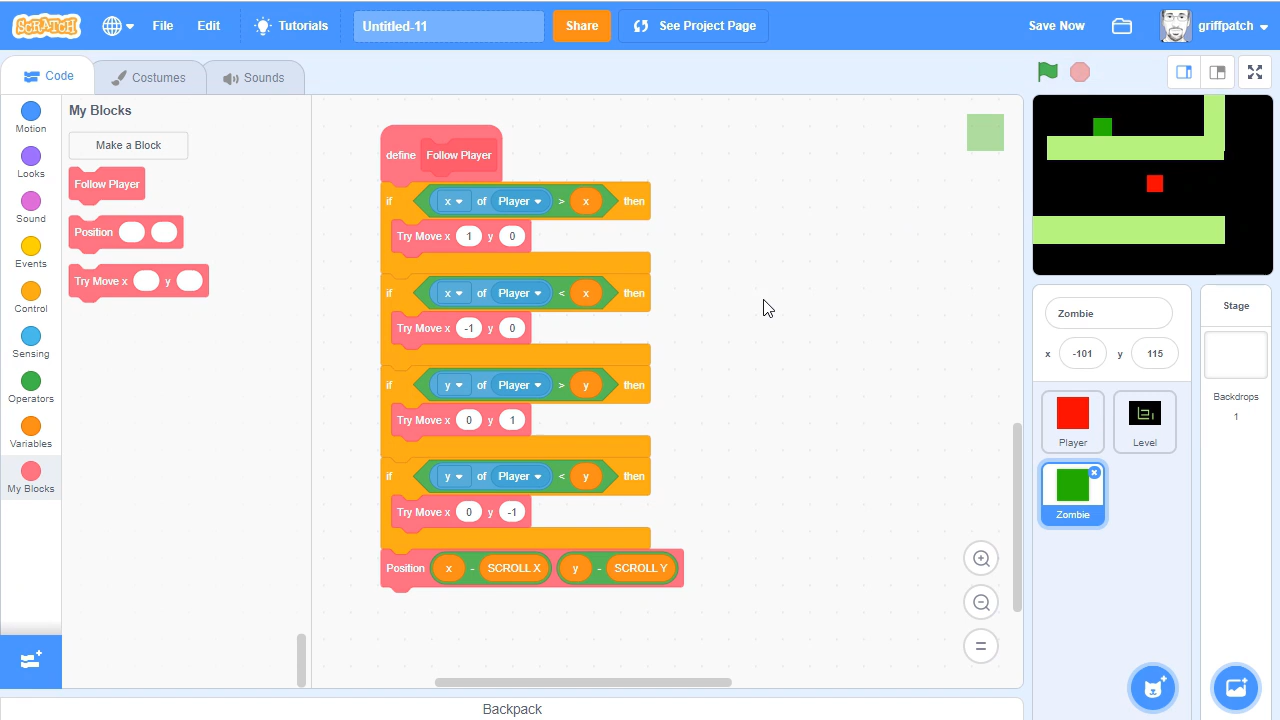 SCRATCH File Edit Tutorials Untitled-11 Share See Project Page Save Now griffpatch
Code Costumes Sounds
Motion
Looks
Sound
Events
Control
Sensing
Operators
Variables
My Blocks
My Blocks
Make a Block
Follow Player
Position
Try Move x y
define Follow Player
if x of Player > x then
Try Move x 1 y 0
if x of Player < x then
Try Move x -1 y 0
if y of Player > y then
Try Move x 0 y 1
if y of Player < y then
Try Move x 0 y -1
Position x - SCROLL X y - SCROLL Y
Zombie
x -101 y 115
Player
Level
Zombie
Stage
Backdrops
1
Backpack